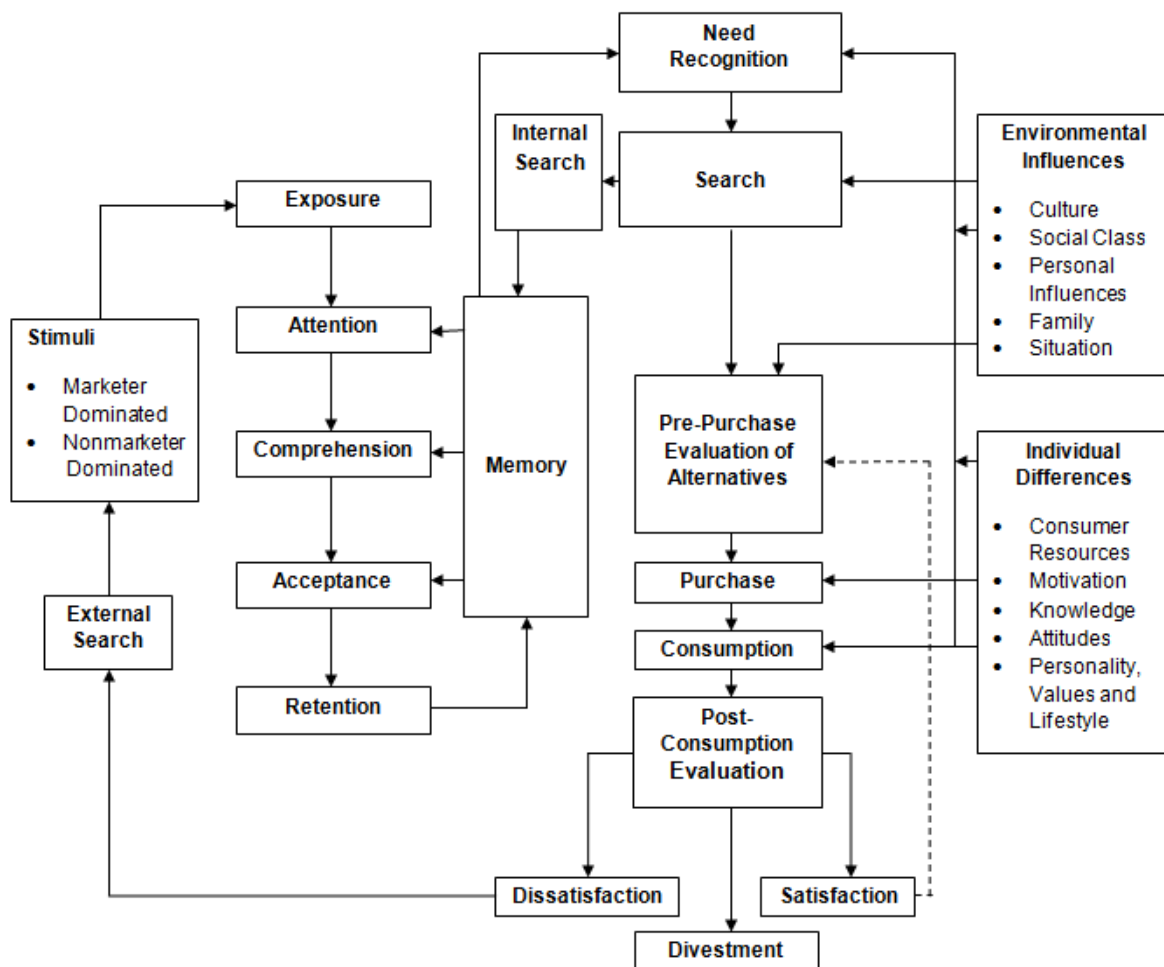 Need
Recognition
Internal
Search
Search
Environmental
Influences
• Culture
• Social Class
• Personal
Influences
• Family
• Situation
Exposure
Attention
Stimuli
• Marketer
Dominated
• Nonmarketer
Dominated
Comprehension
Memory
Pre-Purchase
Evaluation of
Alternatives
Individual
Differences
• Consumer
Resources
• Motivation
• Knowledge
• Attitudes
• Personality,
Values and
Lifestyle
Acceptance
Purchase
External
Search
Consumption
Retention
Post-
Consumption
Evaluation
Dissatisfaction
Satisfaction
Divestment